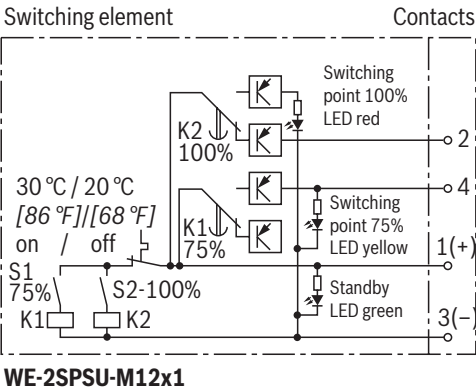 Switching element
Contacts
Switching
point 100%
LED red
K2
100%
2
4
30 °C / 20 °C
[86 °F]/[68 °F]
on / off
K1
75%
Switching
point 75%
LED yellow
1(+)
S1
75%
S2-100%
Standby
LED green
K1
K2
3(−)
WE-2SPSU-M12x1